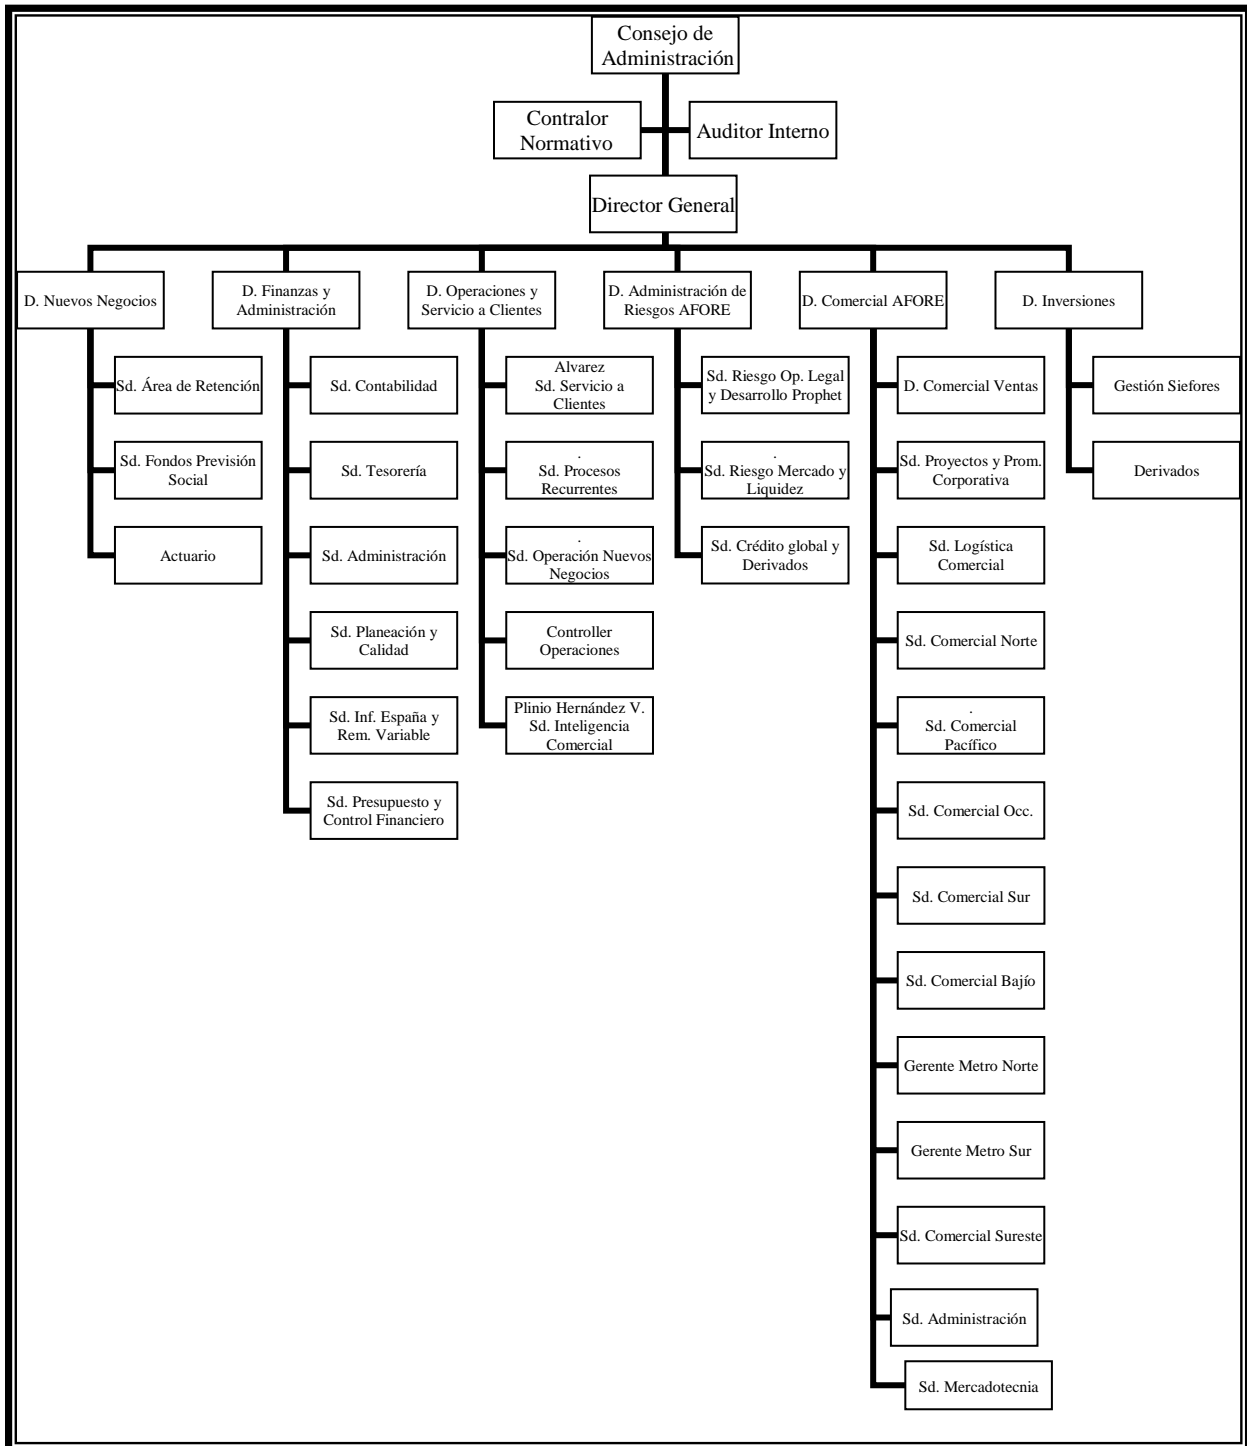 Consejo de
Administración
Contralor
Normativo
Auditor Interno
Director General
D. Nuevos Negocios
D. Finanzas y
Administración
D. Operaciones y
Servicio a Clientes
D. Administración de
Riesgos AFORE
D. Comercial AFORE
D. Inversiones
Sd. Área de Retención
Sd. Fondos Previsión
Social
Actuario
Sd. Contabilidad
Sd. Tesorería
Sd. Administración
Sd. Planeación y
Calidad
Sd. Inf. España y
Rem. Variable
Sd. Presupuesto y
Control Financiero
Alvarez
Sd. Servicio a
Clientes
.
Sd. Procesos
Recurrentes
.
Sd. Operación Nuevos
Negocios
Controller
Operaciones
Plinio Hernández V.
Sd. Inteligencia
Comercial
Sd. Riesgo Op. Legal
y Desarrollo Prophet
.
Sd. Riesgo Mercado y
Liquidez
Sd. Crédito global y
Derivados
D. Comercial Ventas
Sd. Proyectos y Prom.
Corporativa
Sd. Logística
Comercial
Sd. Comercial Norte
.
Sd. Comercial
Pacífico
Sd. Comercial Occ.
Sd. Comercial Sur
Sd. Comercial Bajío
Gerente Metro Norte
Gerente Metro Sur
Sd. Comercial Sureste
Sd. Administración
Sd. Mercadotecnia
Gestión Siefores
Derivados